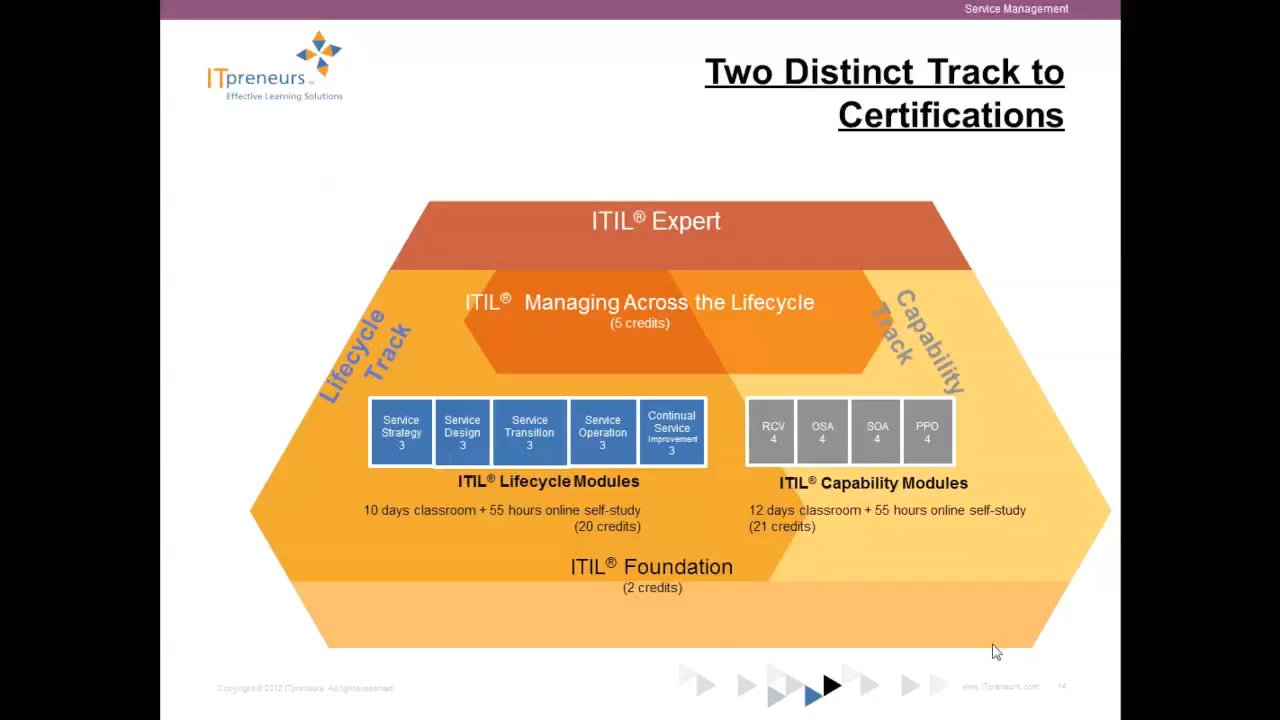 Service Management
ITpreneurs™
Effective Learning Solutions
Two Distinct Track to
Certifications
ITIL® Expert
ITIL® Managing Across the Lifecycle
(5 credits)
Lifecycle
Track
Capability
Track
Service
Strategy
3
Service
Design
3
Service
Transition
3
Service
Operation
3
Continual
Service
Improvement
3
RCV
4
OSA
4
SOA
4
PPO
4
ITIL® Lifecycle Modules
10 days classroom + 55 hours online self-study
(20 credits)
ITIL® Capability Modules
12 days classroom + 55 hours online self-study
(21 credits)
ITIL® Foundation
(2 credits)
Copyright © 2012 ITpreneurs. All rights reserved.
www.ITpreneurs.com
14